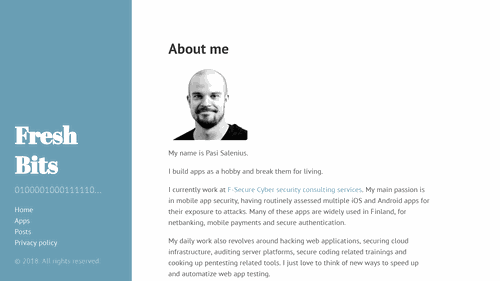 Fresh
Bits
0100001000111110...
Home
Apps
Posts
Privacy policy
© 2018. All rights reserved.
About me
My name is Pasi Salenius.
I build apps as a hobby and break them for living.
I currently work at F-Secure Cyber security consulting services. My main passion is
in mobile app security, having routinely assessed multiple iOS and Android apps for
their exposure to attacks. Many of these apps are widely used in Finland, for
netbanking, mobile payments and secure authentication.
My daily work also revolves around hacking web applications, securing cloud
infrastructure, auditing server platforms, secure coding related trainings and
cooking up pentesting related tools. I just love to think of new ways to speed up
and automatize web app testing.